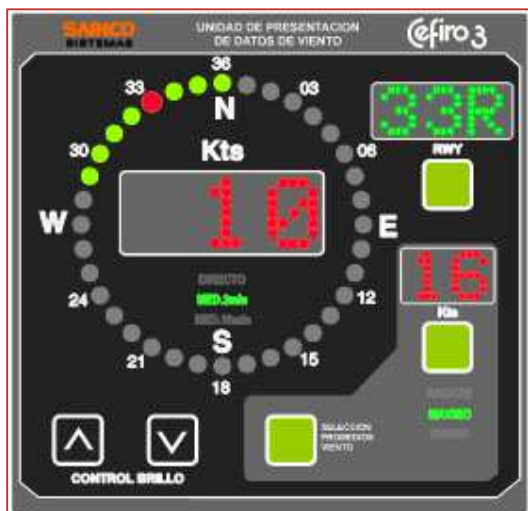 SAINCO
SISTEMAS
UNIDAD DE PRESENTACION
DE DATOS DE VIENTO
Cefiro 3
36
33
03
N
33R
30
Kts
06
RWY
10
W
E
16
DIRECTO
MED. 2min
24
12
Kts
S
21
15
18
MAXIMO
SELECCION
PROMEDIOS
VIENTO
CONTROL BRILLO